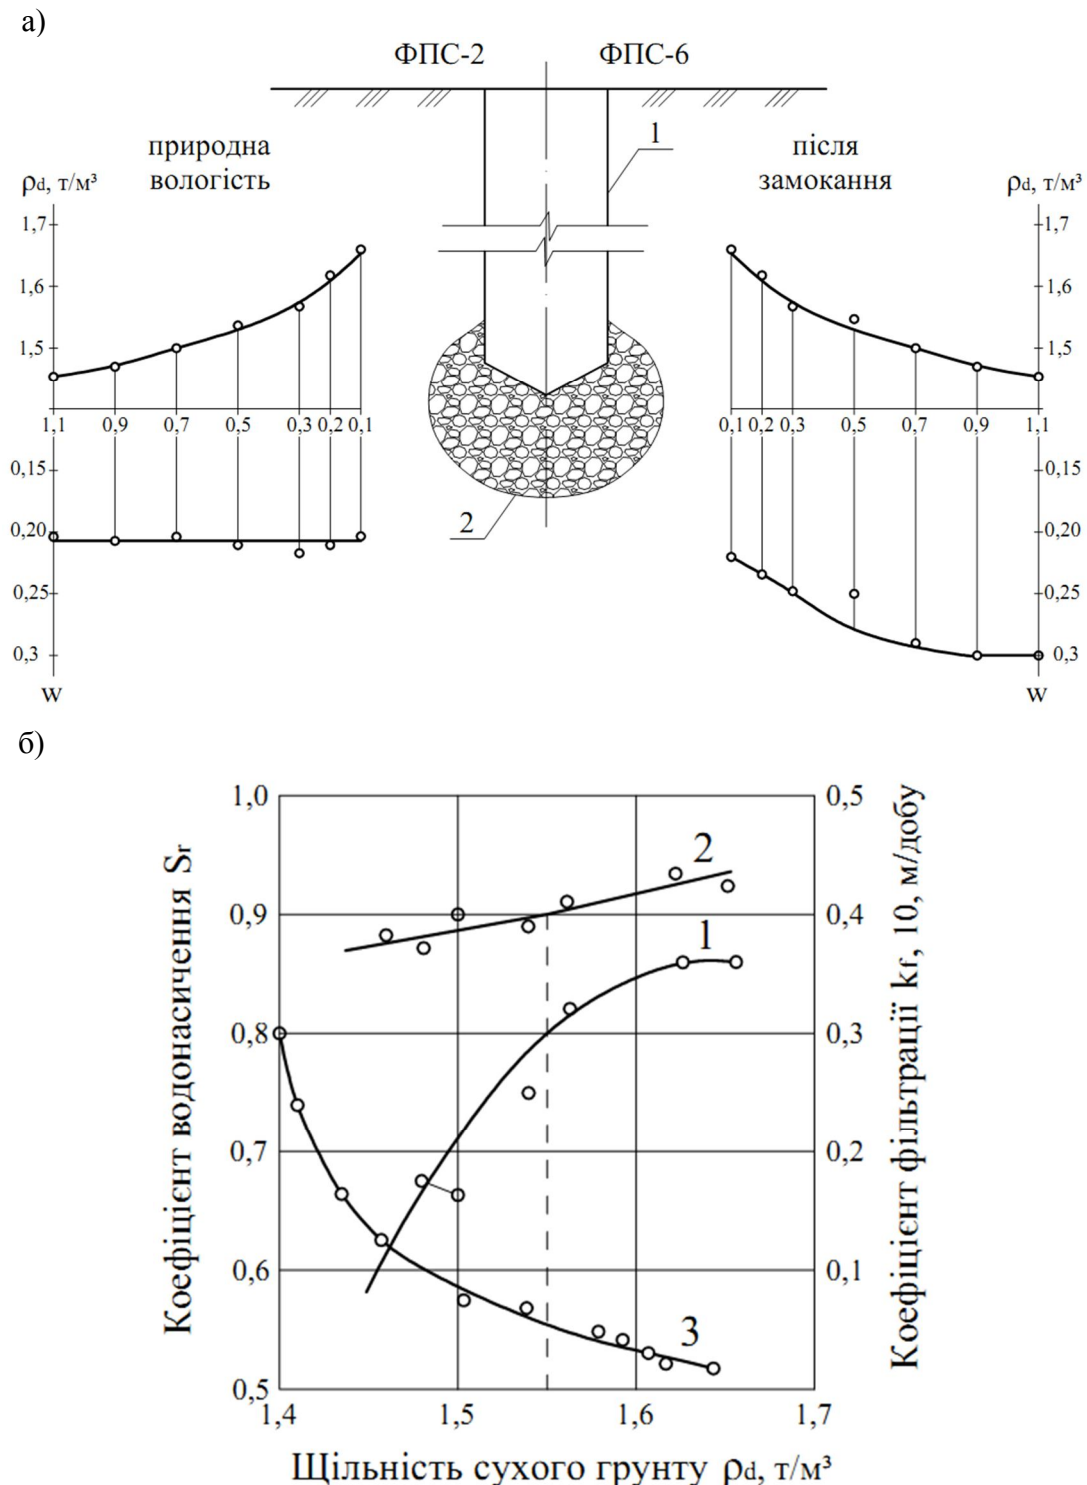 а)
ФПС-2 ФПС-6
природна вологість
після замокання
1
2
ρd, т/м³
1,7
1,6
1,5
1,1 0,9 0,7 0,5 0,3 0,2 0,1
0,15
0,20
0,25
0,3
w
ρd, т/м³
1,7
1,6
1,5
0,1 0,2 0,3 0,5 0,7 0,9 1,1
0,15
0,20
0,25
0,3
w
б)
Коефіцієнт водонасичення Sr
1,0
0,9
0,8
0,7
0,6
0,5
2
1
3
0,5
0,4
0,3
0,2
0,1
Коефіцієнт фільтрації kf, 10, м/добу
1,4 1,5 1,6 1,7
Щільність сухого грунту ρd, т/м³